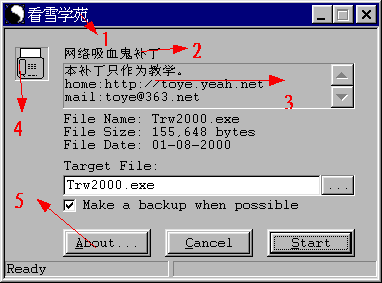 看雪学苑
1
网络吸血鬼补丁
2
本补丁只作为教学。
home:http://toye.yeah.net
mail:toye@363.net
3
4
File Name: Trw2000.exe
File Size: 155,648 bytes
File Date: 01-08-2000
Target File:
Trw2000.exe
...
5
Make a backup when possible
About...
Cancel
Start
Ready